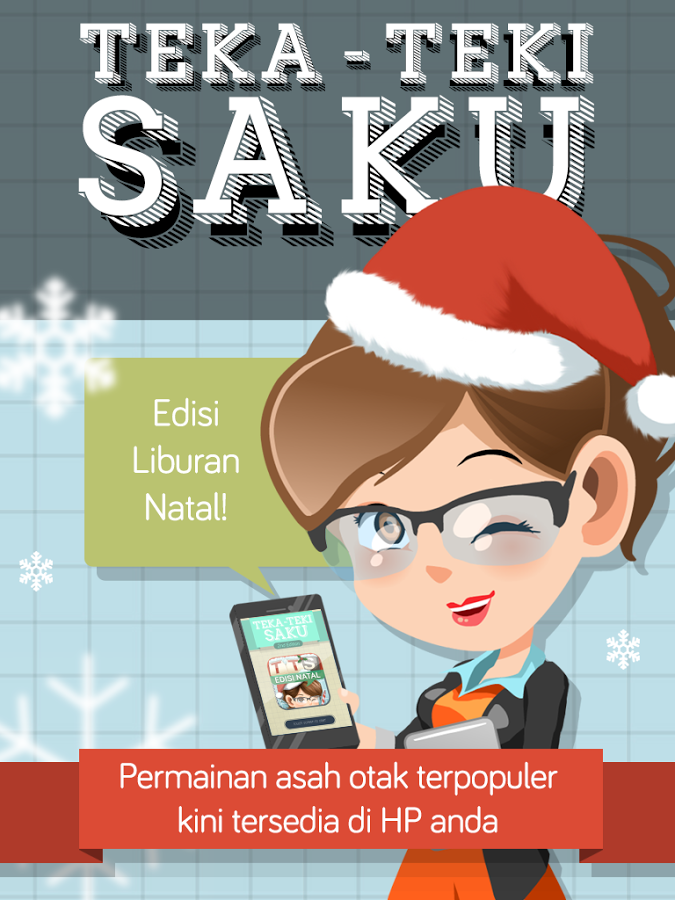 TEKA - TEKI
SAKU
Edisi
Liburan
Natal!
TEKA-TEKI
SAKU
TTS
EDISI NATAL
Permainan asah otak terpopuler
kini tersedia di HP anda